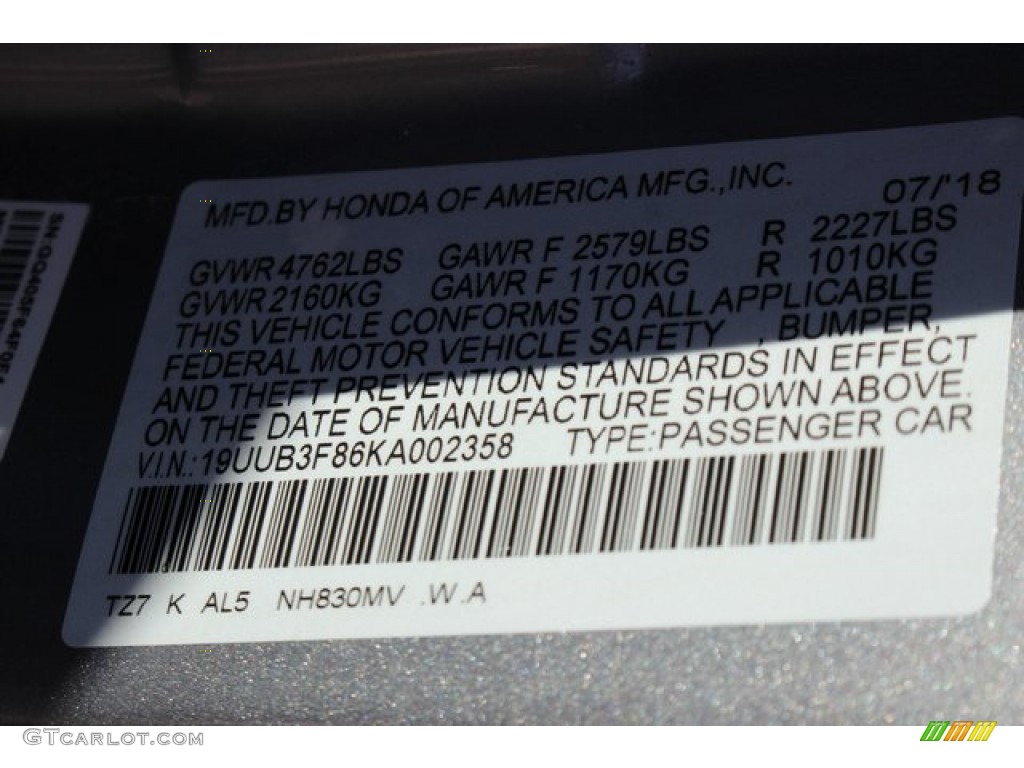 MFD.BY HONDA OF AMERICA MFG.,INC. 07/'18
GVWR 4762LBS GAWR F 2579LBS R 2227LBS
GVWR 2160KG GAWR F 1170KG R 1010KG
THIS VEHICLE CONFORMS TO ALL APPLICABLE
FEDERAL MOTOR VEHICLE SAFETY , BUMPER,
AND THEFT PREVENTION STANDARDS IN EFFECT
ON THE DATE OF MANUFACTURE SHOWN ABOVE.
V.I.N.: 19UUB3F86KA002358 TYPE:PASSENGER CAR
TZ7 K AL5 NH830MV .W.A
GTCARLOT.COM